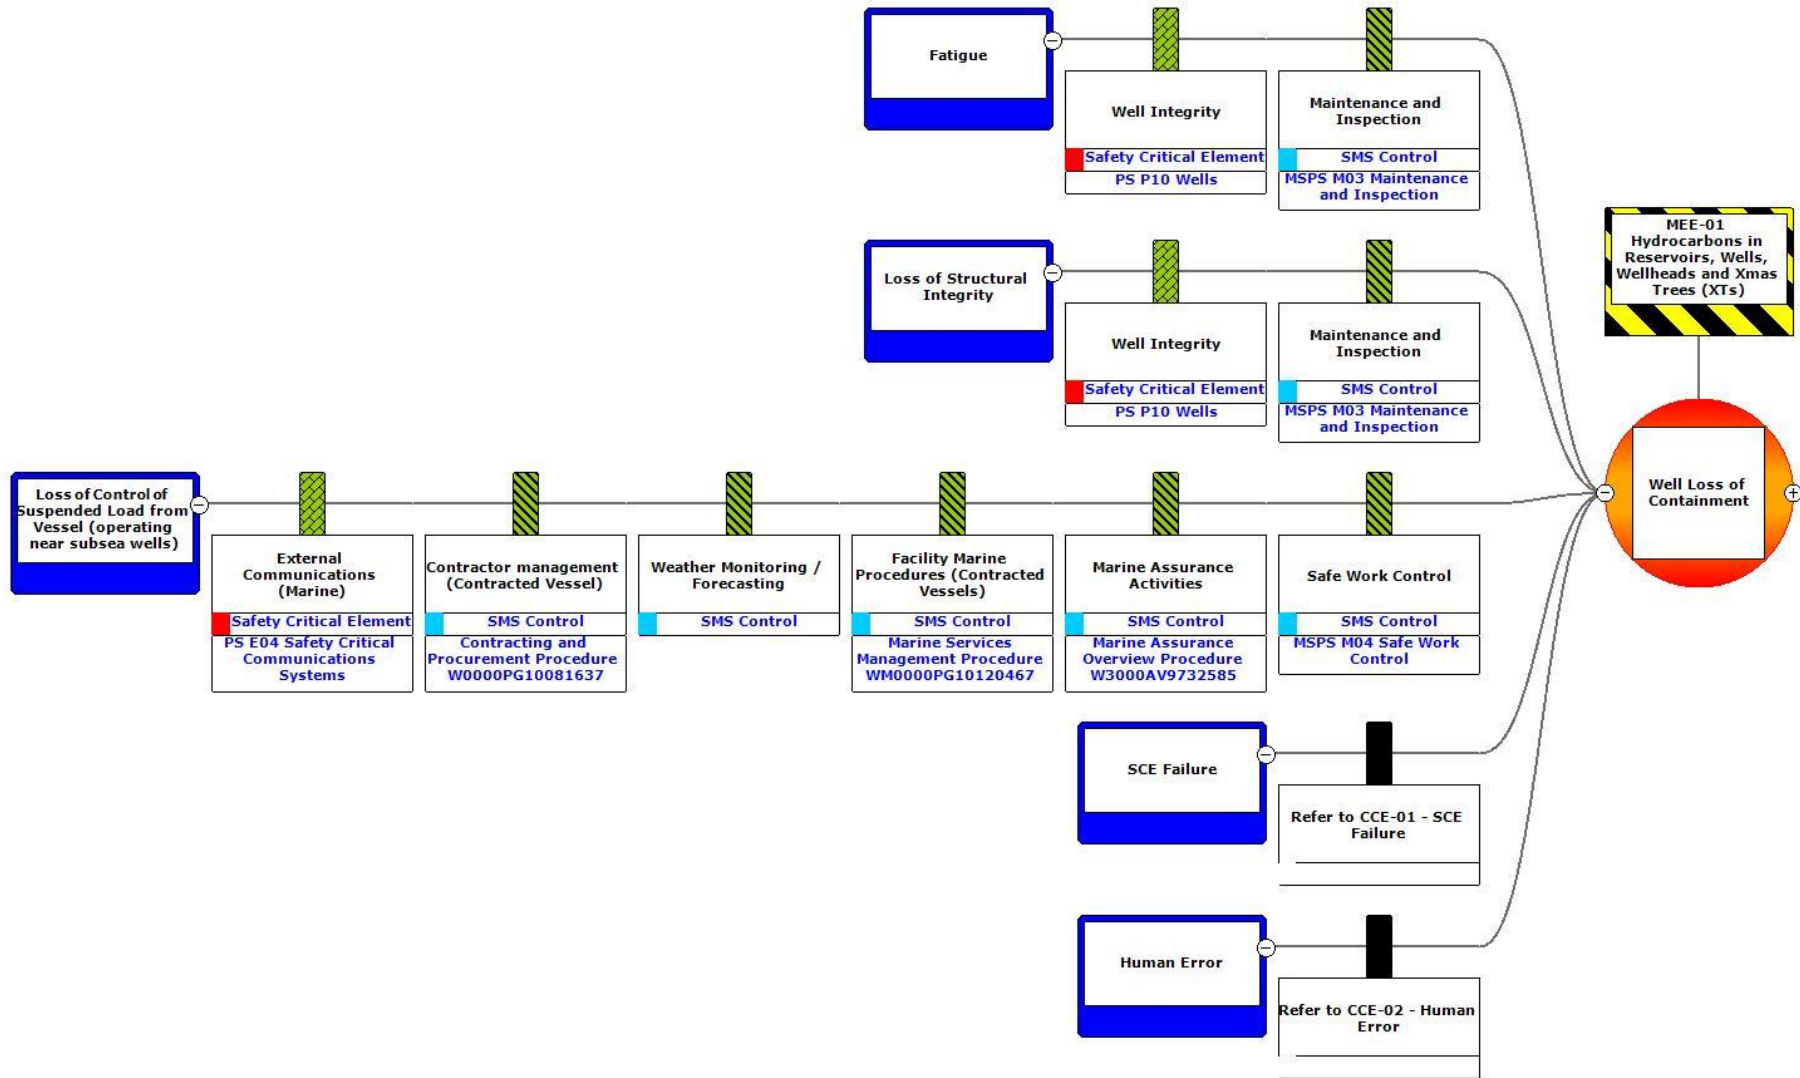 Fatigue
Well Integrity
Safety Critical Element
PS P10 Wells
Maintenance and
Inspection
SMS Control
MSPS M03 Maintenance
and Inspection
MEE-01
Hydrocarbons in
Reservoirs, Wells,
Wellheads and Xmas
Trees (XTs)
Loss of Structural
Integrity
Well Integrity
Safety Critical Element
PS P10 Wells
Maintenance and
Inspection
SMS Control
MSPS M03 Maintenance
and Inspection
Well Loss of
Containment
Loss of Control of
Suspended Load from
Vessel (operating
near subsea wells)
External
Communications
(Marine)
Safety Critical Element
PS E04 Safety Critical
Communications
Systems
Contractor management
(Contracted Vessel)
SMS Control
Contracting and
Procurement Procedure
W0000PG10081637
Weather Monitoring /
Forecasting
SMS Control
Facility Marine
Procedures (Contracted
Vessels)
SMS Control
Marine Services
Management Procedure
WM0000PG10120467
Marine Assurance
Activities
SMS Control
Marine Assurance
Overview Procedure
W3000AV9732585
Safe Work Control
SMS Control
MSPS M04 Safe Work
Control
SCE Failure
Refer to CCE-01 - SCE
Failure
Human Error
Refer to CCE-02 - Human
Error